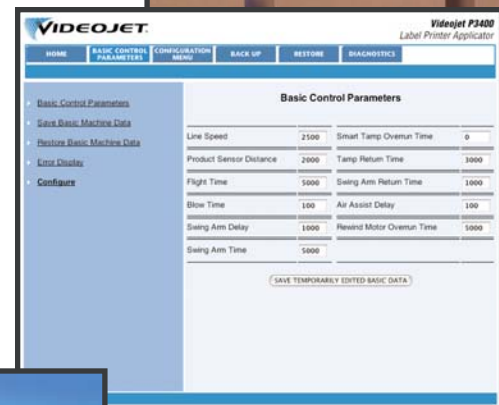 VIDEOJET.
Videojet P3400
Label Printer Applicator
HOME
BASIC CONTROL PARAMETERS
CONFIGURATION MENU
BACK UP
RESTORE
DIAGNOSTICS
Basic Control Parameters
Save Basic Machine Data
Restore Basic Machine Data
Error Display
Configure
Basic Control Parameters
Line Speed 2500 Smart Tamp Overrun Time 0
Product Sensor Distance 2000 Tamp Return Time 3000
Flight Time 5000 Swing Arm Return Time 1000
Blow Time 100 Air Assist Delay 100
Swing Arm Delay 1000 Rewind Motor Overrun Time 5000
Swing Arm Time 5000
SAVE TEMPORARILY EDITED BASIC DATA